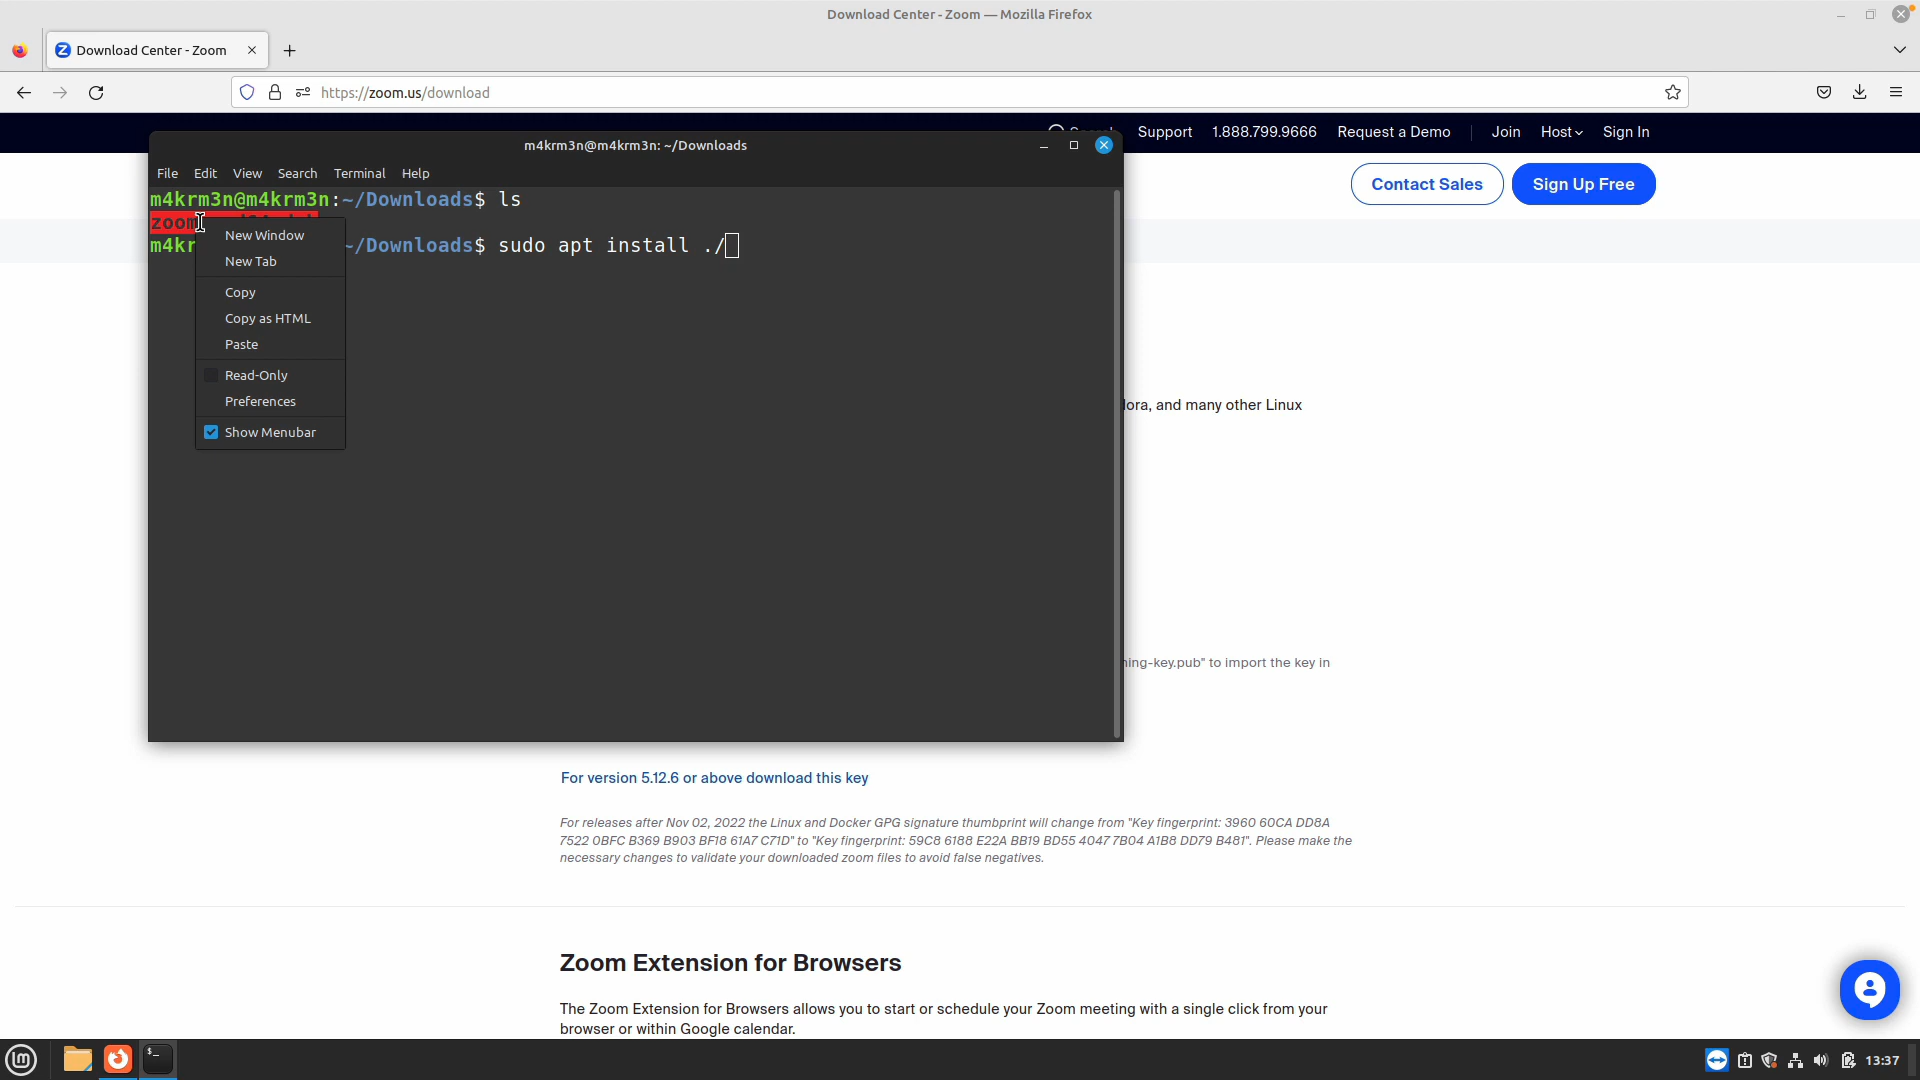 Download Center - Zoom — Mozilla Firefox
Download Center - Zoom
https://zoom.us/download
Support 1.888.799.9666 Request a Demo Join Host Sign In
m4krm3n@m4krm3n: ~/Downloads
File Edit View Search Terminal Help
Contact Sales Sign Up Free
m4krm3n@m4krm3n:~/Downloads$ ls
zoom
m4kr ~/Downloads$ sudo apt install ./
New Window
New Tab
Copy
Copy as HTML
Paste
Read-Only
Preferences
Show Menubar
lora, and many other Linux
ning-key.pub" to import the key in
For version 5.12.6 or above download this key
For releases after Nov 02, 2022 the Linux and Docker GPG signature thumbprint will change from "Key fingerprint: 3960 60CA DD8A
7522 0BFC B369 B903 BF18 61A7 C71D" to "Key fingerprint: 59C8 6188 E22A BB19 BD55 4047 7B04 A1B8 DD79 B481". Please make the
necessary changes to validate your downloaded zoom files to avoid false negatives.
Zoom Extension for Browsers
The Zoom Extension for Browsers allows you to start or schedule your Zoom meeting with a single click from your
browser or within Google calendar.
13:37